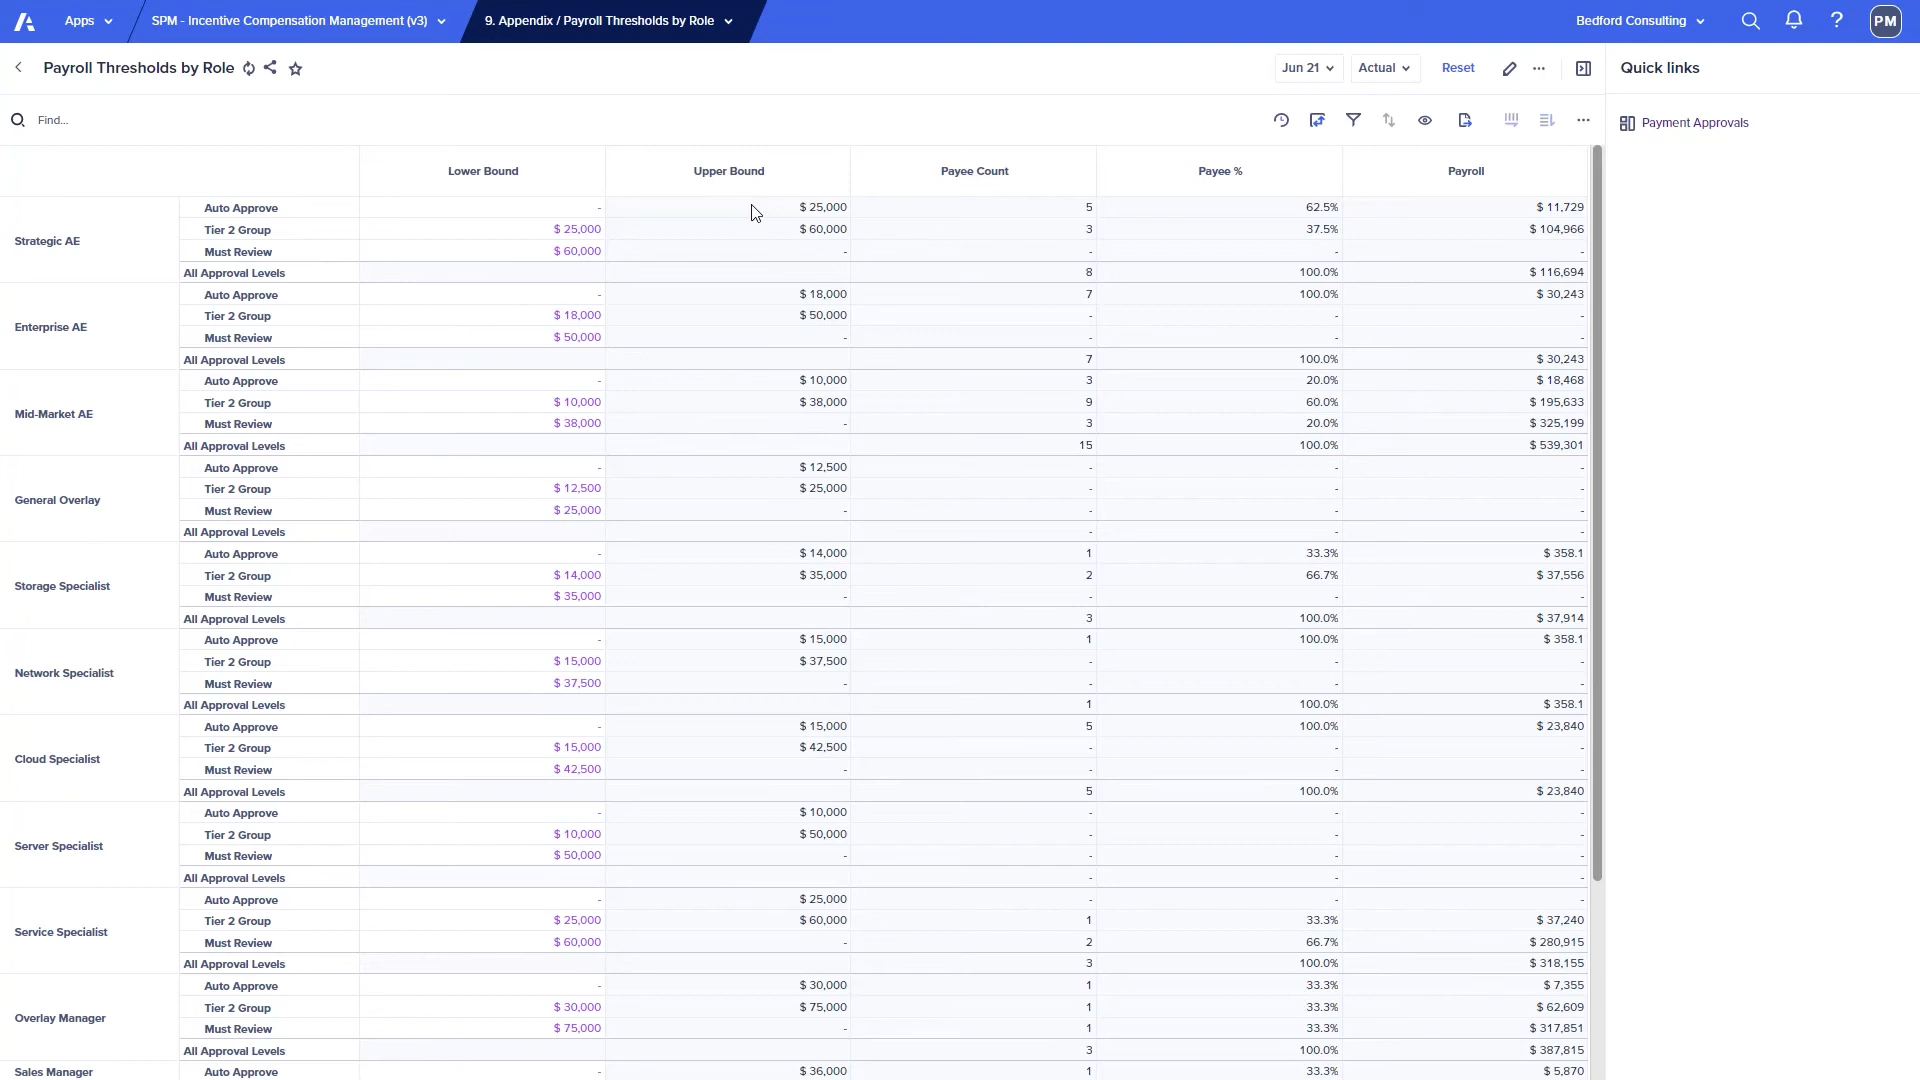 Apps SPM - Incentive Compensation Management (v3) 9. Appendix / Payroll Thresholds by Role Bedford Consulting ? PM
Payroll Thresholds by Role Jun 21 Actual Reset ... Quick links
Find... ... Payment Approvals
Lower Bound Upper Bound Payee Count Payee % Payroll
Strategic AE
Auto Approve - $ 25,000 5 62.5% $ 11,729
Tier 2 Group $ 25,000 $ 60,000 3 37.5% $ 104,966
Must Review $ 60,000 - - - -
All Approval Levels 8 100.0% $ 116,694
Enterprise AE
Auto Approve - $ 18,000 7 100.0% $ 30,243
Tier 2 Group $ 18,000 $ 50,000 - - -
Must Review $ 50,000 - - - -
All Approval Levels 7 100.0% $ 30,243
Mid-Market AE
Auto Approve - $ 10,000 3 20.0% $ 18,468
Tier 2 Group $ 10,000 $ 38,000 9 60.0% $ 195,633
Must Review $ 38,000 - 3 20.0% $ 325,199
All Approval Levels 15 100.0% $ 539,301
General Overlay
Auto Approve - $ 12,500 - - -
Tier 2 Group $ 12,500 $ 25,000 - - -
Must Review $ 25,000 - - - -
All Approval Levels - - -
Storage Specialist
Auto Approve - $ 14,000 1 33.3% $ 358.1
Tier 2 Group $ 14,000 $ 35,000 2 66.7% $ 37,556
Must Review $ 35,000 - - - -
All Approval Levels 3 100.0% $ 37,914
Network Specialist
Auto Approve - $ 15,000 1 100.0% $ 358.1
Tier 2 Group $ 15,000 $ 37,500 - - -
Must Review $ 37,500 - - - -
All Approval Levels 1 100.0% $ 358.1
Cloud Specialist
Auto Approve - $ 15,000 5 100.0% $ 23,840
Tier 2 Group $ 15,000 $ 42,500 - - -
Must Review $ 42,500 - - - -
All Approval Levels 5 100.0% $ 23,840
Server Specialist
Auto Approve - $ 10,000 - - -
Tier 2 Group $ 10,000 $ 50,000 - - -
Must Review $ 50,000 - - - -
All Approval Levels - - -
Service Specialist
Auto Approve - $ 25,000 - - -
Tier 2 Group $ 25,000 $ 60,000 1 33.3% $ 37,240
Must Review $ 60,000 - 2 66.7% $ 280,915
All Approval Levels 3 100.0% $ 318,155
Overlay Manager
Auto Approve - $ 30,000 1 33.3% $ 7,355
Tier 2 Group $ 30,000 $ 75,000 1 33.3% $ 62,609
Must Review $ 75,000 - 1 33.3% $ 317,851
All Approval Levels 3 100.0% $ 387,815
Sales Manager Auto Approve - $ 36,000 1 33.3% $ 5,870